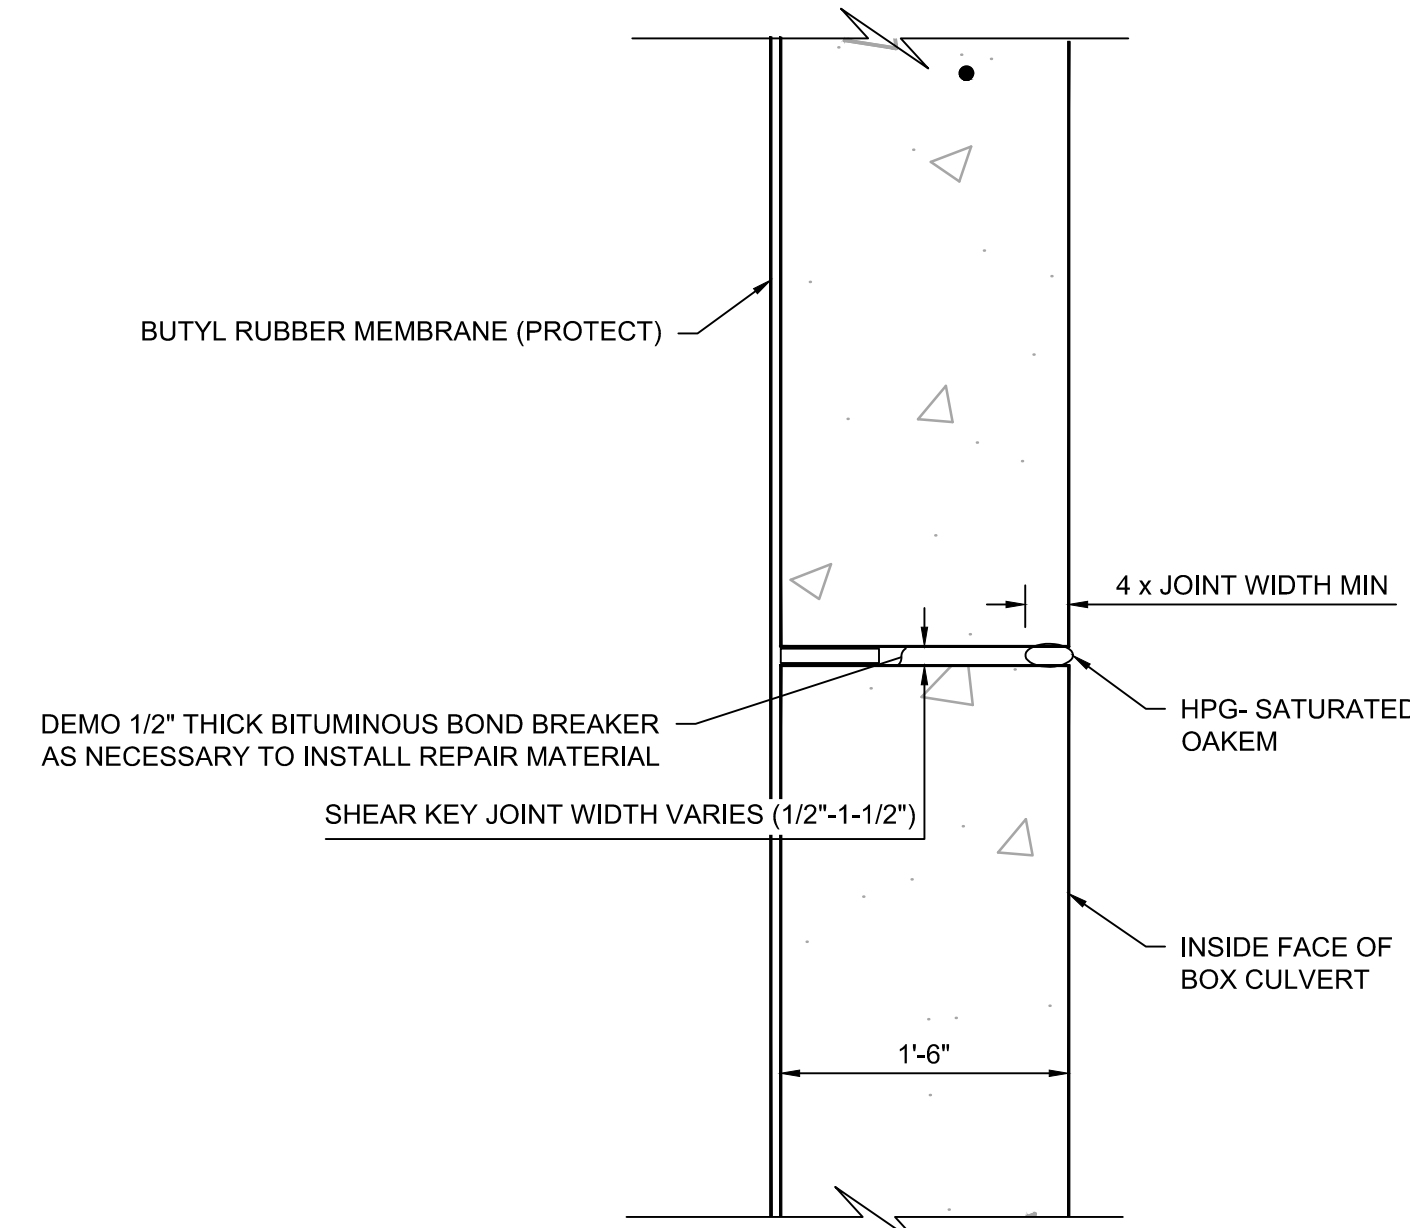 BUTYL RUBBER MEMBRANE (PROTECT)
4 x JOINT WIDTH MIN
DEMO 1/2" THICK BITUMINOUS BOND BREAKER
AS NECESSARY TO INSTALL REPAIR MATERIAL
HPG- SATURATED
OAKEM
SHEAR KEY JOINT WIDTH VARIES (1/2"-1-1/2")
INSIDE FACE OF
BOX CULVERT
1'-6"